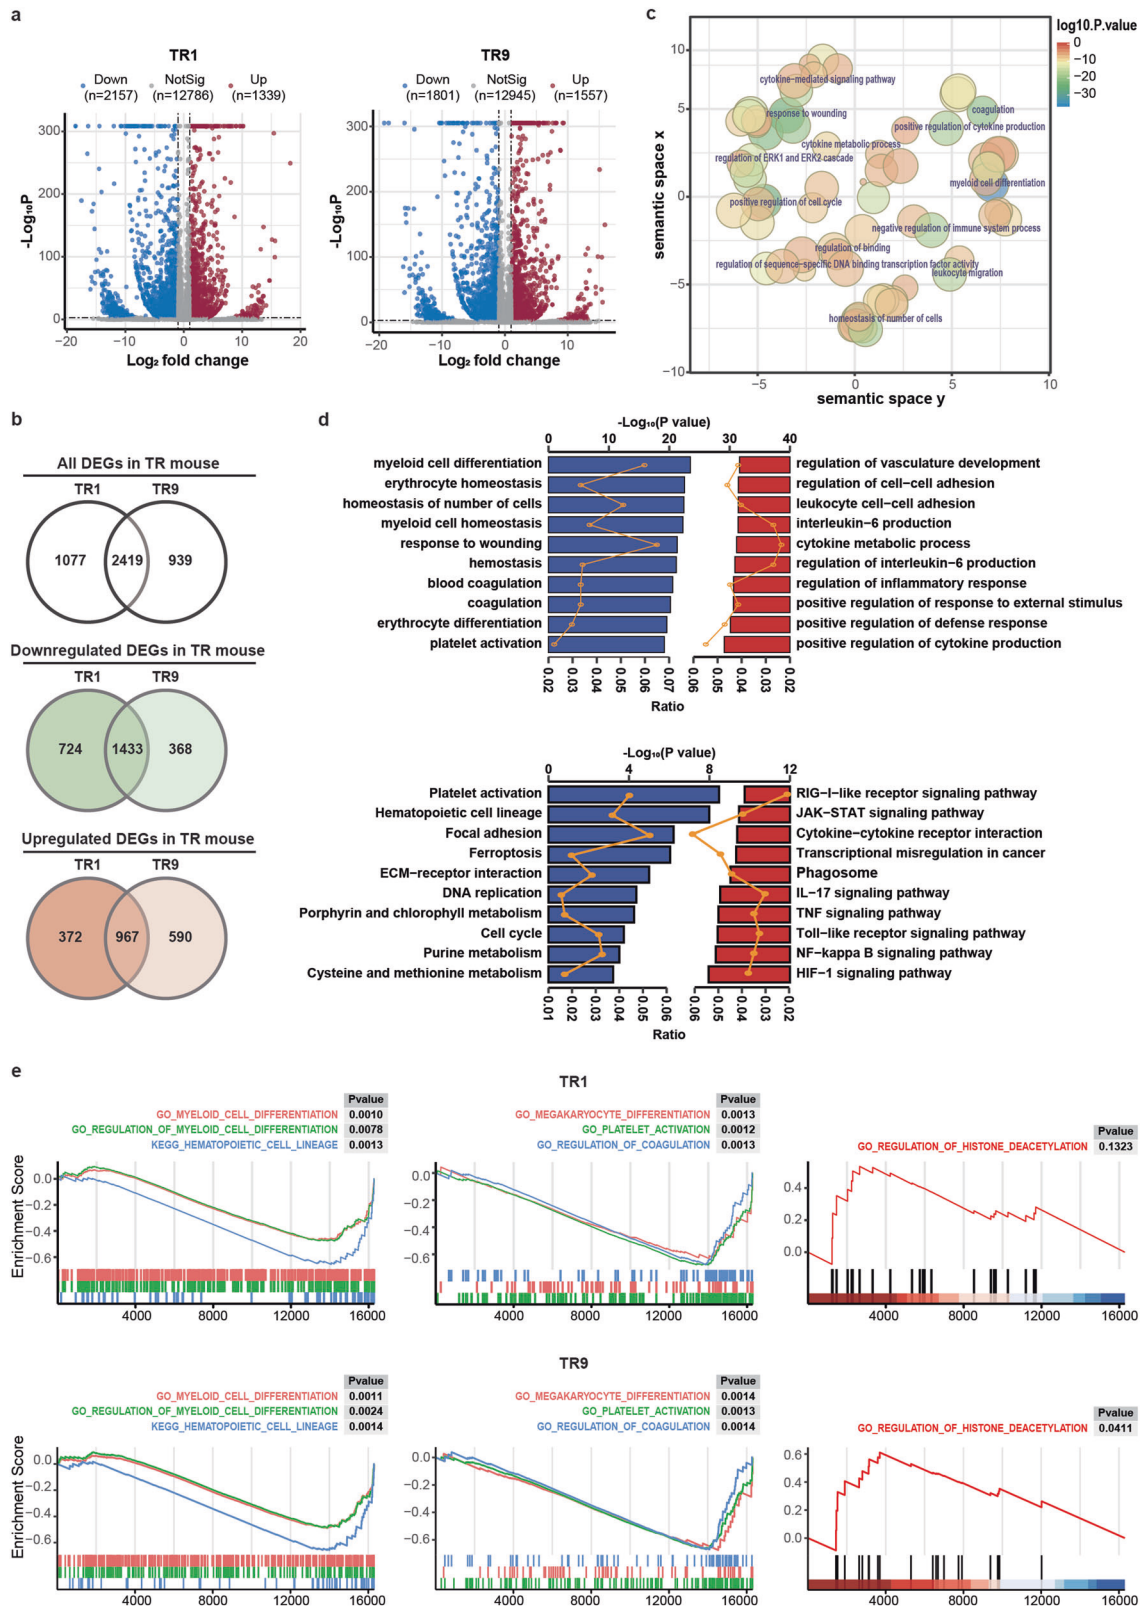 a
TR1
Down
NotSig
Up
(n=2157)
(n=12786)
(n=1339)
300
200
100
0
-Log₁₀P
−20
−10
0
10
20
Log₂ fold change
TR9
Down
NotSig
Up
(n=1801)
(n=12945)
(n=1557)
300
200
100
0
-Log₁₀P
−20
−10
0
10
Log₂ fold change
c
log10.P.value
0
−10
−20
−30
10
5
0
−5
−10
semantic space x
cytokine−mediated signaling pathway
response to wounding
coagulation
positive regulation of cytokine production
cytokine metabolic process
regulation of ERK1 and ERK2 cascade
myeloid cell differentiation
positive regulation of cell cycle
negative regulation of immune system process
regulation of binding
regulation of sequence−specific DNA binding transcription factor activity
leukocyte migration
homeostasis of number of cells
−5
0
5
10
semantic space y
b
All DEGs in TR mouse
TR1
TR9
1077
2419
939
Downregulated DEGs in TR mouse
TR1
TR9
724
1433
368
Upregulated DEGs in TR mouse
TR1
TR9
372
967
590
d
-Log₁₀(P value)
0
10
20
30
40
myeloid cell differentiation
erythrocyte homeostasis
homeostasis of number of cells
myeloid cell homeostasis
response to wounding
hemostasis
blood coagulation
coagulation
erythrocyte differentiation
platelet activation
regulation of vasculature development
regulation of cell−cell adhesion
leukocyte cell−cell adhesion
interleukin−6 production
cytokine metabolic process
regulation of interleukin−6 production
regulation of inflammatory response
positive regulation of response to external stimulus
positive regulation of defense response
positive regulation of cytokine production
0.02
0.03
0.04
0.05
0.06
0.07
0.06
0.05
0.04
0.03
0.02
Ratio
-Log₁₀(P value)
0
4
8
12
Platelet activation
Hematopoietic cell lineage
Focal adhesion
Ferroptosis
ECM−receptor interaction
DNA replication
Porphyrin and chlorophyll metabolism
Cell cycle
Purine metabolism
Cysteine and methionine metabolism
RIG−I−like receptor signaling pathway
JAK−STAT signaling pathway
Cytokine−cytokine receptor interaction
Transcriptional misregulation in cancer
Phagosome
IL−17 signaling pathway
TNF signaling pathway
Toll−like receptor signaling pathway
NF−kappa B signaling pathway
HIF−1 signaling pathway
0.01
0.02
0.03
0.04
0.05
0.06
0.06
0.05
0.04
0.03
0.02
Ratio
e
TR1
Pvalue
GO_MYELOID_CELL_DIFFERENTIATION 0.0010
GO_REGULATION_OF_MYELOID_CELL_DIFFERENTIATION 0.0078
KEGG_HEMATOPOIETIC_CELL_LINEAGE 0.0013
0.0
−0.2
−0.4
−0.6
Enrichment Score
4000
8000
12000
16000
Pvalue
GO_MEGAKARYOCYTE_DIFFERENTIATION 0.0013
GO_PLATELET_ACTIVATION 0.0012
GO_REGULATION_OF_COAGULATION 0.0013
0.0
−0.2
−0.4
−0.6
4000
8000
12000
16000
Pvalue
GO_REGULATION_OF_HISTONE_DEACETYLATION 0.1323
0.4
0.2
0.0
4000
8000
12000
16000
TR9
Pvalue
GO_MYELOID_CELL_DIFFERENTIATION 0.0011
GO_REGULATION_OF_MYELOID_CELL_DIFFERENTIATION 0.0024
KEGG_HEMATOPOIETIC_CELL_LINEAGE 0.0014
0.0
−0.2
−0.4
−0.6
Enrichment Score
4000
8000
12000
16000
Pvalue
GO_MEGAKARYOCYTE_DIFFERENTIATION 0.0014
GO_PLATELET_ACTIVATION 0.0013
GO_REGULATION_OF_COAGULATION 0.0014
0.0
−0.2
−0.4
−0.6
4000
8000
12000
16000
Pvalue
GO_REGULATION_OF_HISTONE_DEACETYLATION 0.0411
0.6
0.4
0.2
0.0
4000
8000
12000
16000